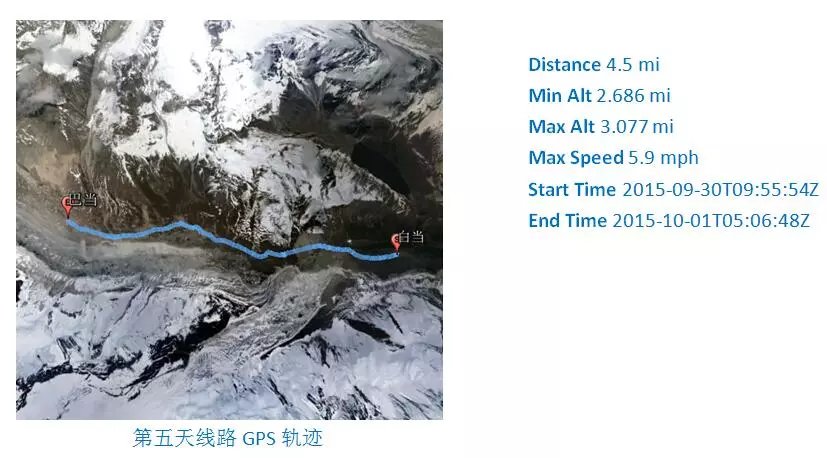 巴当
白当
第五天线路 GPS 轨迹
Distance 4.5 mi
Min Alt 2.686 mi
Max Alt 3.077 mi
Max Speed 5.9 mph
Start Time 2015-09-30T09:55:54Z
End Time 2015-10-01T05:06:48Z